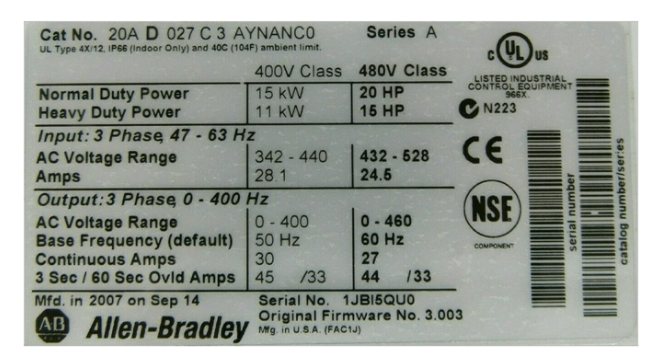 Cat No. 20A D 027 C 3 AYNANC0 Series A
UL Type 4X/12, IP66 (Indoor Only) and 40C (104F) ambient limit.
C UL US
LISTED INDUSTRIAL
CONTROL EQUIPMENT
966X.
N223
400V Class 480V Class
Normal Duty Power 15 kW 20 HP
Heavy Duty Power 11 kW 15 HP
Input: 3 Phase, 47 - 63 Hz
AC Voltage Range 342 - 440 432 - 528
Amps 28.1 24.5
CE
Output: 3 Phase, 0 - 400 Hz
AC Voltage Range 0 - 400 0 - 460
Base Frequency (default) 50 Hz 60 Hz
Continuous Amps 30 27
3 Sec / 60 Sec Ovld Amps 45 /33 44 /33
NSF
COMPONENT
serial number
catalog number/series
Mfd. in 2007 on Sep 14 Serial No. 1JBI5QU0
Original Firmware No. 3.003
AB Allen-Bradley Mfg. in U.S.A. (FAC1J)